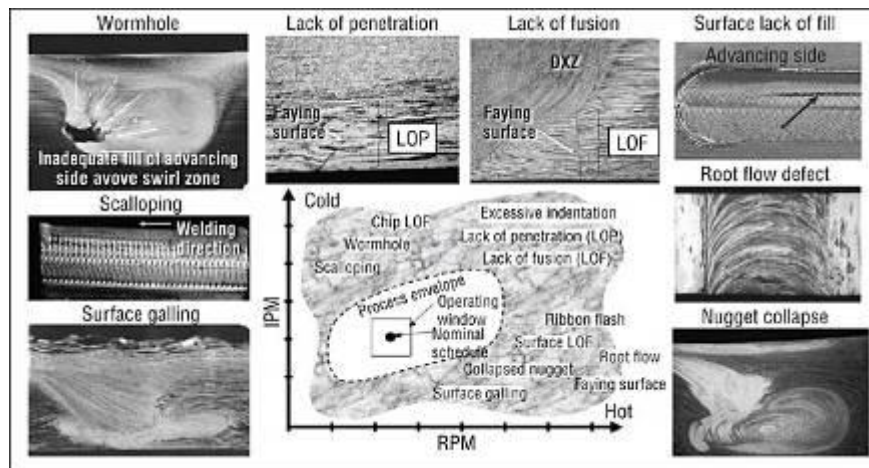 Wormhole
Inadequate fill of advancing
side avove swirl zone
Lack of penetration
Faying
surface
LOP
Lack of fusion
DXZ
Faying
surface
LOF
Surface lack of fill
Advancing side
Scalloping
Welding
direction
Root flow defect
Surface galling
Nugget collapse
Cold
Chip LOF
Wormhole
Scalloping
Excessive indentation
Lack of penetration (LOP)
Lack of fusion (LOF)
Process envelope
Operating
window
Nominal
schedule
Ribbon flash
Surface LOF
Root flow
Collapsed nugget
Faying surface
Surface galling
Hot
IPM
RPM